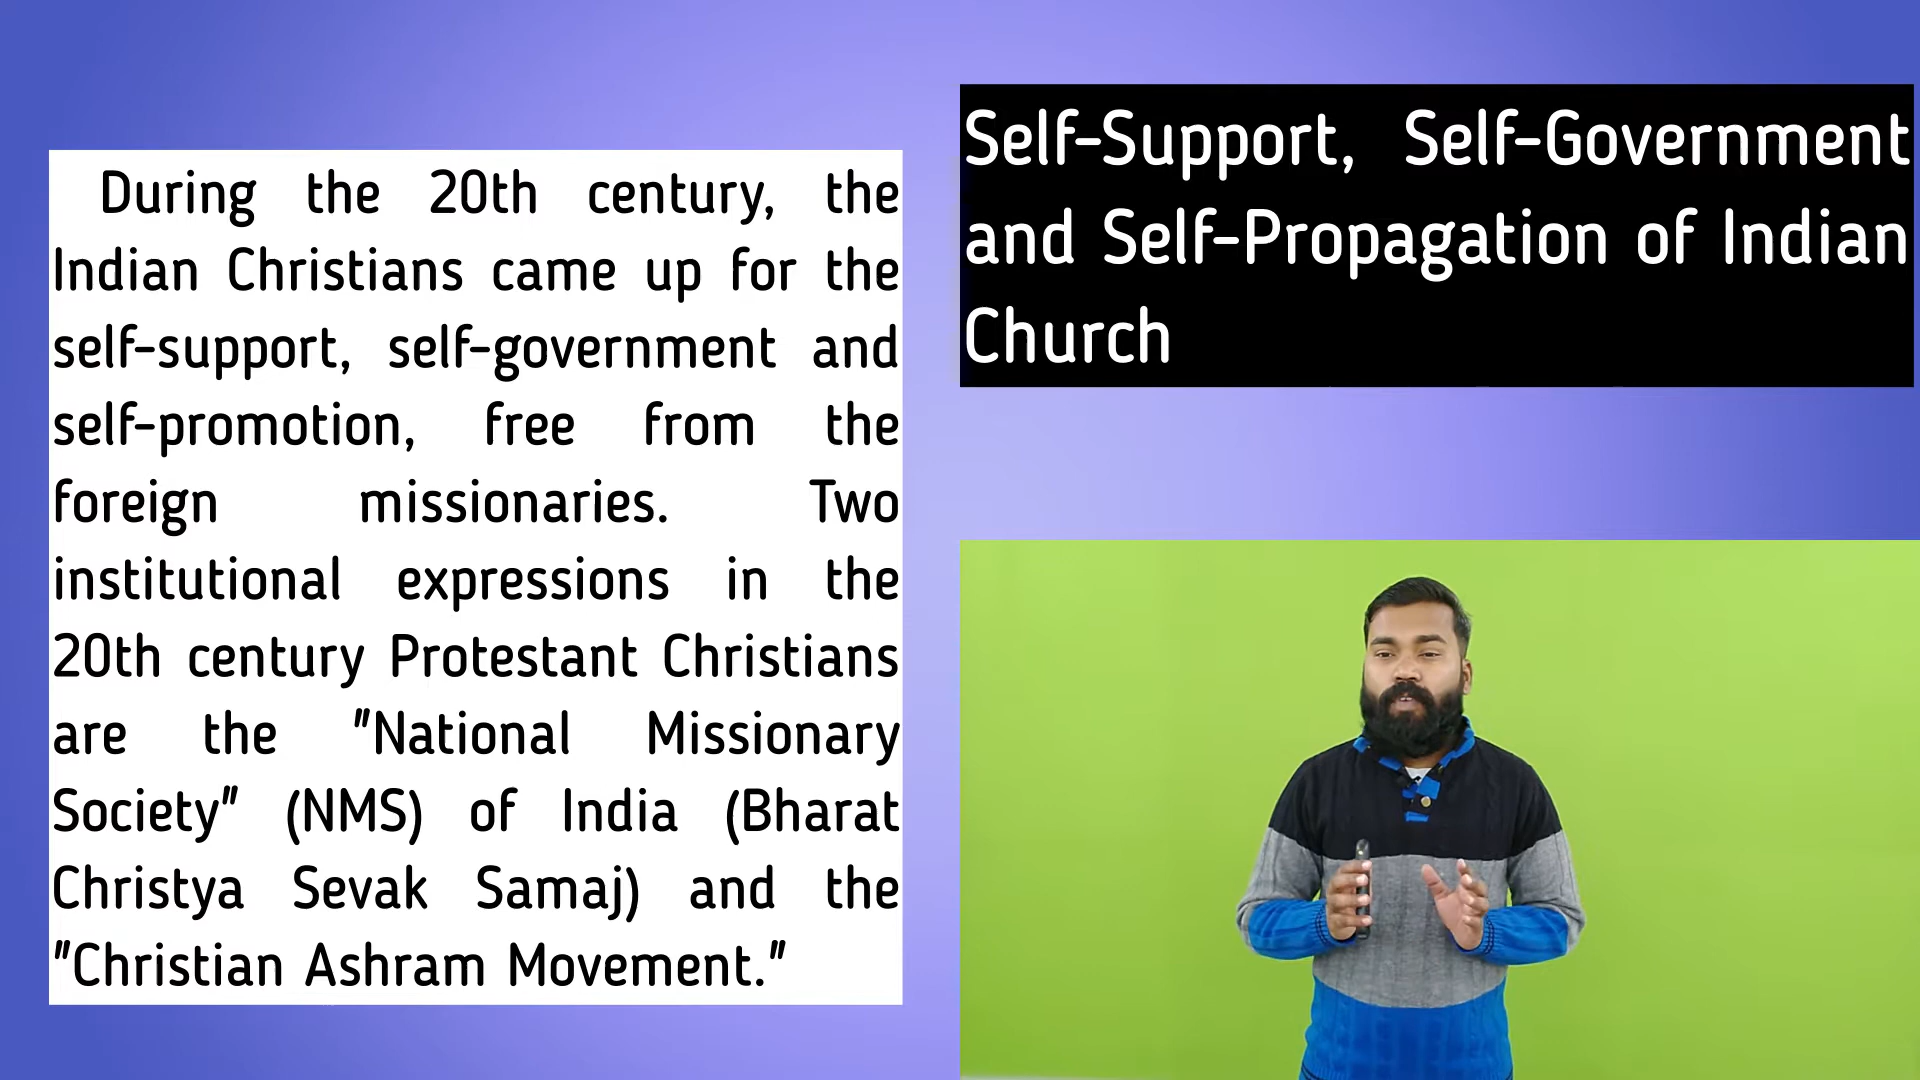 During the 20th century, the
Indian Christians came up for the
self-support, self-government and
self-promotion, free from the
foreign missionaries. Two
institutional expressions in the
20th century Protestant Christians
are the "National Missionary
Society" (NMS) of India (Bharat
Christya Sevak Samaj) and the
"Christian Ashram Movement."
Self-Support, Self-Government
and Self-Propagation of Indian
Church